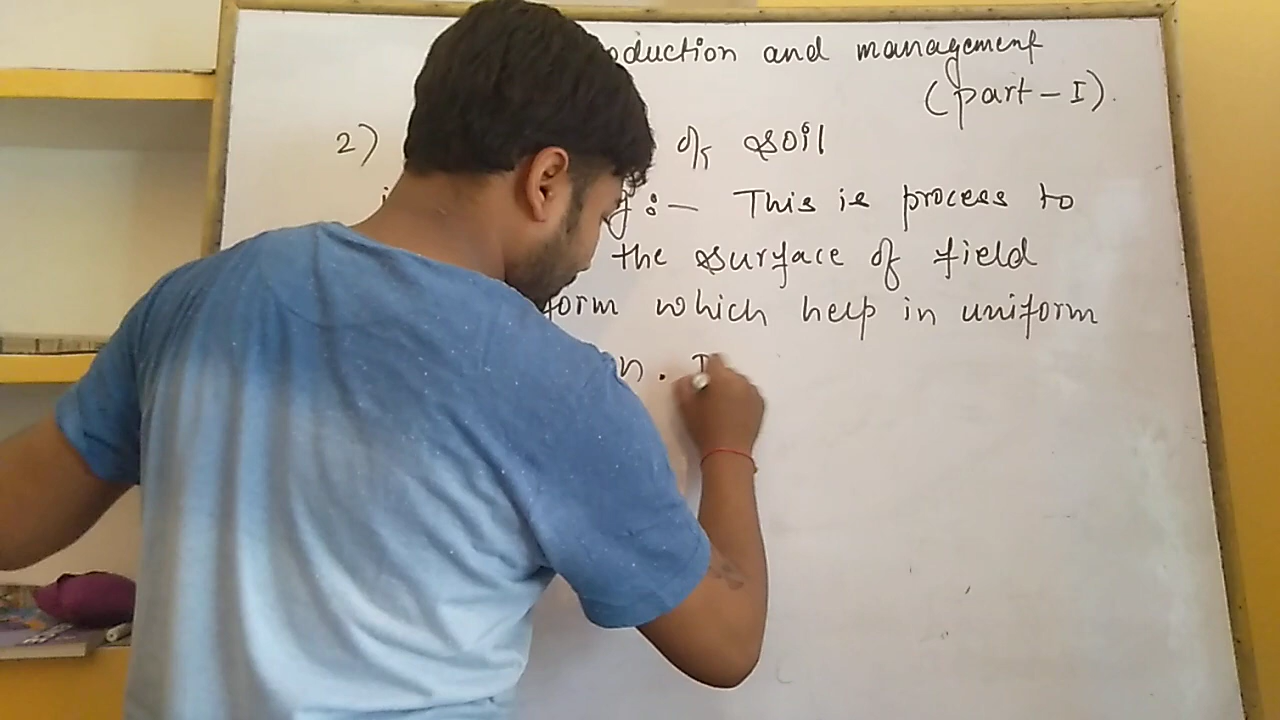 oduction and management
(part-I).
2) of soil
g:- This is process to
the surface of field
form which help in uniform
n.